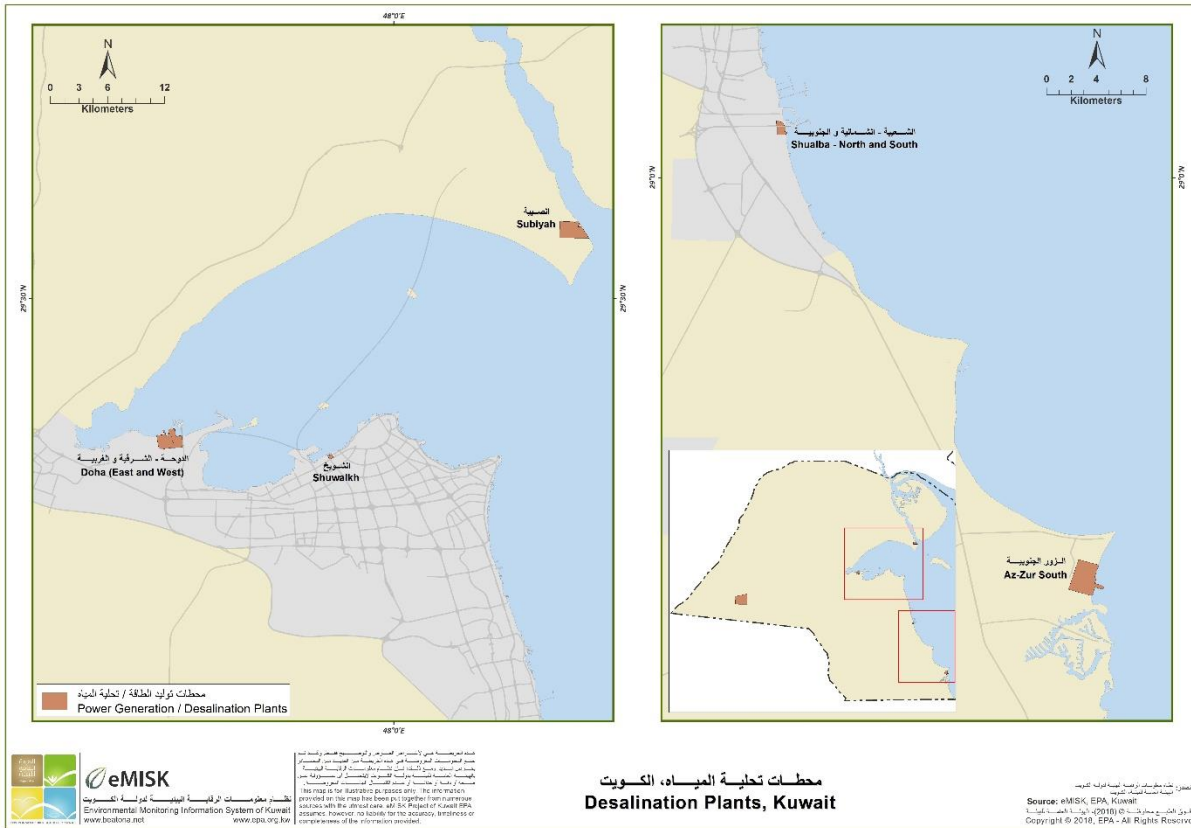 48°0'E
N
0 3 6 12
Kilometers
الصبية
Subiyah
29°30'N
29°30'N
الدوحة - الشرقية و الغربية
Doha (East and West)
الشويخ
Shuwaikh
محطات توليد الطاقة / تحلية المياه
Power Generation / Desalination Plants
48°0'E
N
0 2 4 8
Kilometers
الشعيبة - الشمالية و الجنوبية
Shuaiba - North and South
29°0'N
29°0'N
الزور الجنوبية
Az-Zur South
eMISK
نظام معلومات الرقابة البيئية لدولة الكويت
Environmental Monitoring Information System of Kuwait
www.beatona.net www.epa.org.kw
This map is for illustrative purposes only. The information
provided on this map has been put together from numerous
sources with the utmost care. eMISK Project of Kuwait EPA
assumes, however, no liability for the accuracy, timeliness or
completeness of the information provided.
محطات تحلية المياه، الكويت
Desalination Plants, Kuwait
Source: eMISK, EPA, Kuwait
Copyright © 2018, EPA - All Rights Reserved